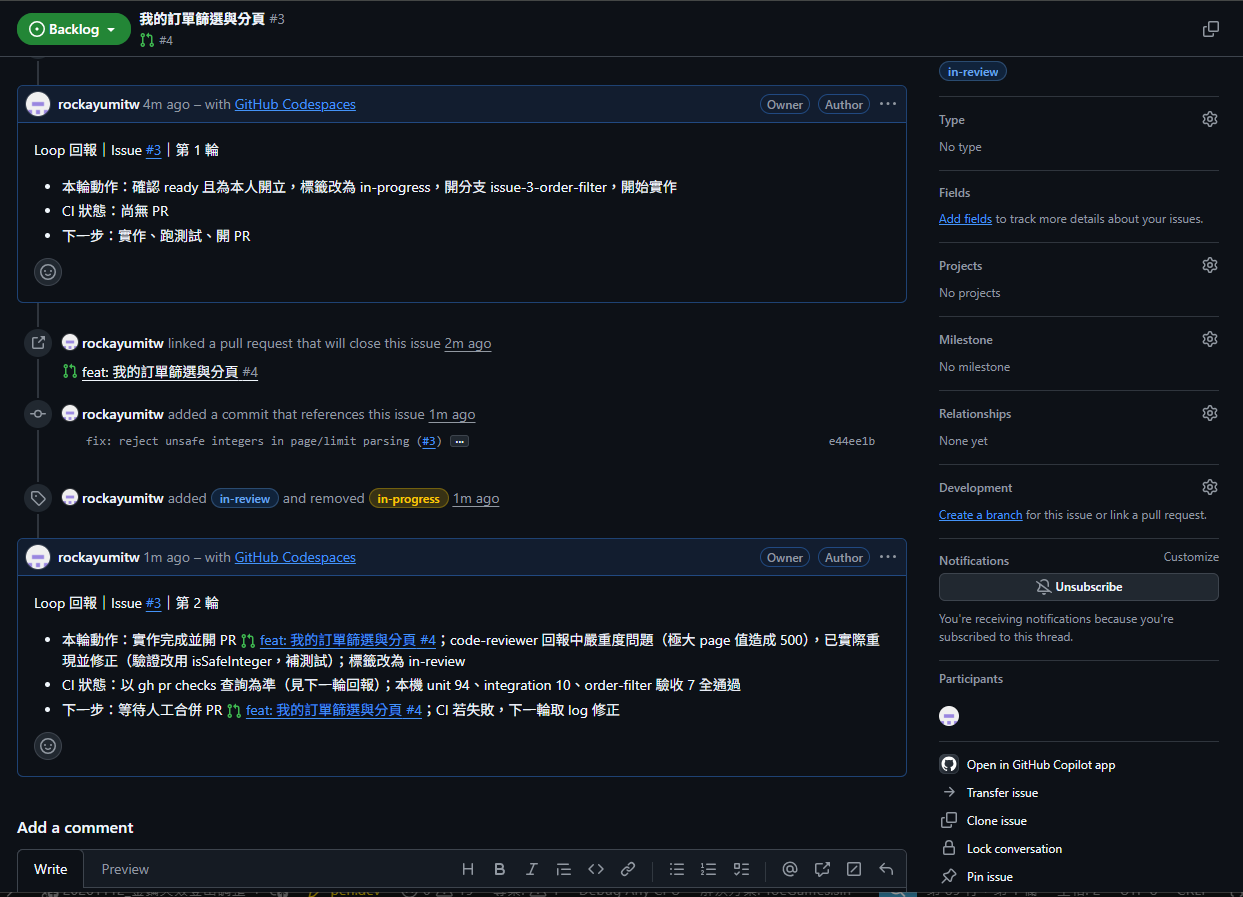 Backlog
我的訂單篩選與分頁 #3
#4
in-review
rockayumitw 4m ago – with GitHub Codespaces
Owner
Author
Loop 回報 | Issue #3 | 第 1 輪
本輪動作：確認 ready 且為本人開立，標籤改為 in-progress，開分支 issue-3-order-filter，開始實作
CI 狀態：尚無 PR
下一步：實作、跑測試、開 PR
rockayumitw linked a pull request that will close this issue 2m ago
feat: 我的訂單篩選與分頁 #4
rockayumitw added a commit that references this issue 1m ago
fix: reject unsafe integers in page/limit parsing (#3)
e44ee1b
rockayumitw added in-review and removed in-progress 1m ago
rockayumitw 1m ago – with GitHub Codespaces
Owner
Author
Loop 回報 | Issue #3 | 第 2 輪
本輪動作：實作完成並開 PR feat: 我的訂單篩選與分頁 #4；code-reviewer 回報中嚴重度問題（極大 page 值造成 500），已實際重
現並修正（驗證改用 isSafeInteger，補測試）；標籤改為 in-review
CI 狀態：以 gh pr checks 查詢為準（見下一輪回報）；本機 unit 94、integration 10、order-filter 驗收 7 全通過
下一步：等待人工合併 PR feat: 我的訂單篩選與分頁 #4；CI 若失敗，下一輪取 log 修正
Add a comment
Write
Preview
Type
No type
Fields
Add fields to track more details about your issues.
Projects
No projects
Milestone
No milestone
Relationships
None yet
Development
Create a branch for this issue or link a pull request.
Notifications
Customize
Unsubscribe
You're receiving notifications because you're
subscribed to this thread.
Participants
Open in GitHub Copilot app
Transfer issue
Clone issue
Lock conversation
Pin issue